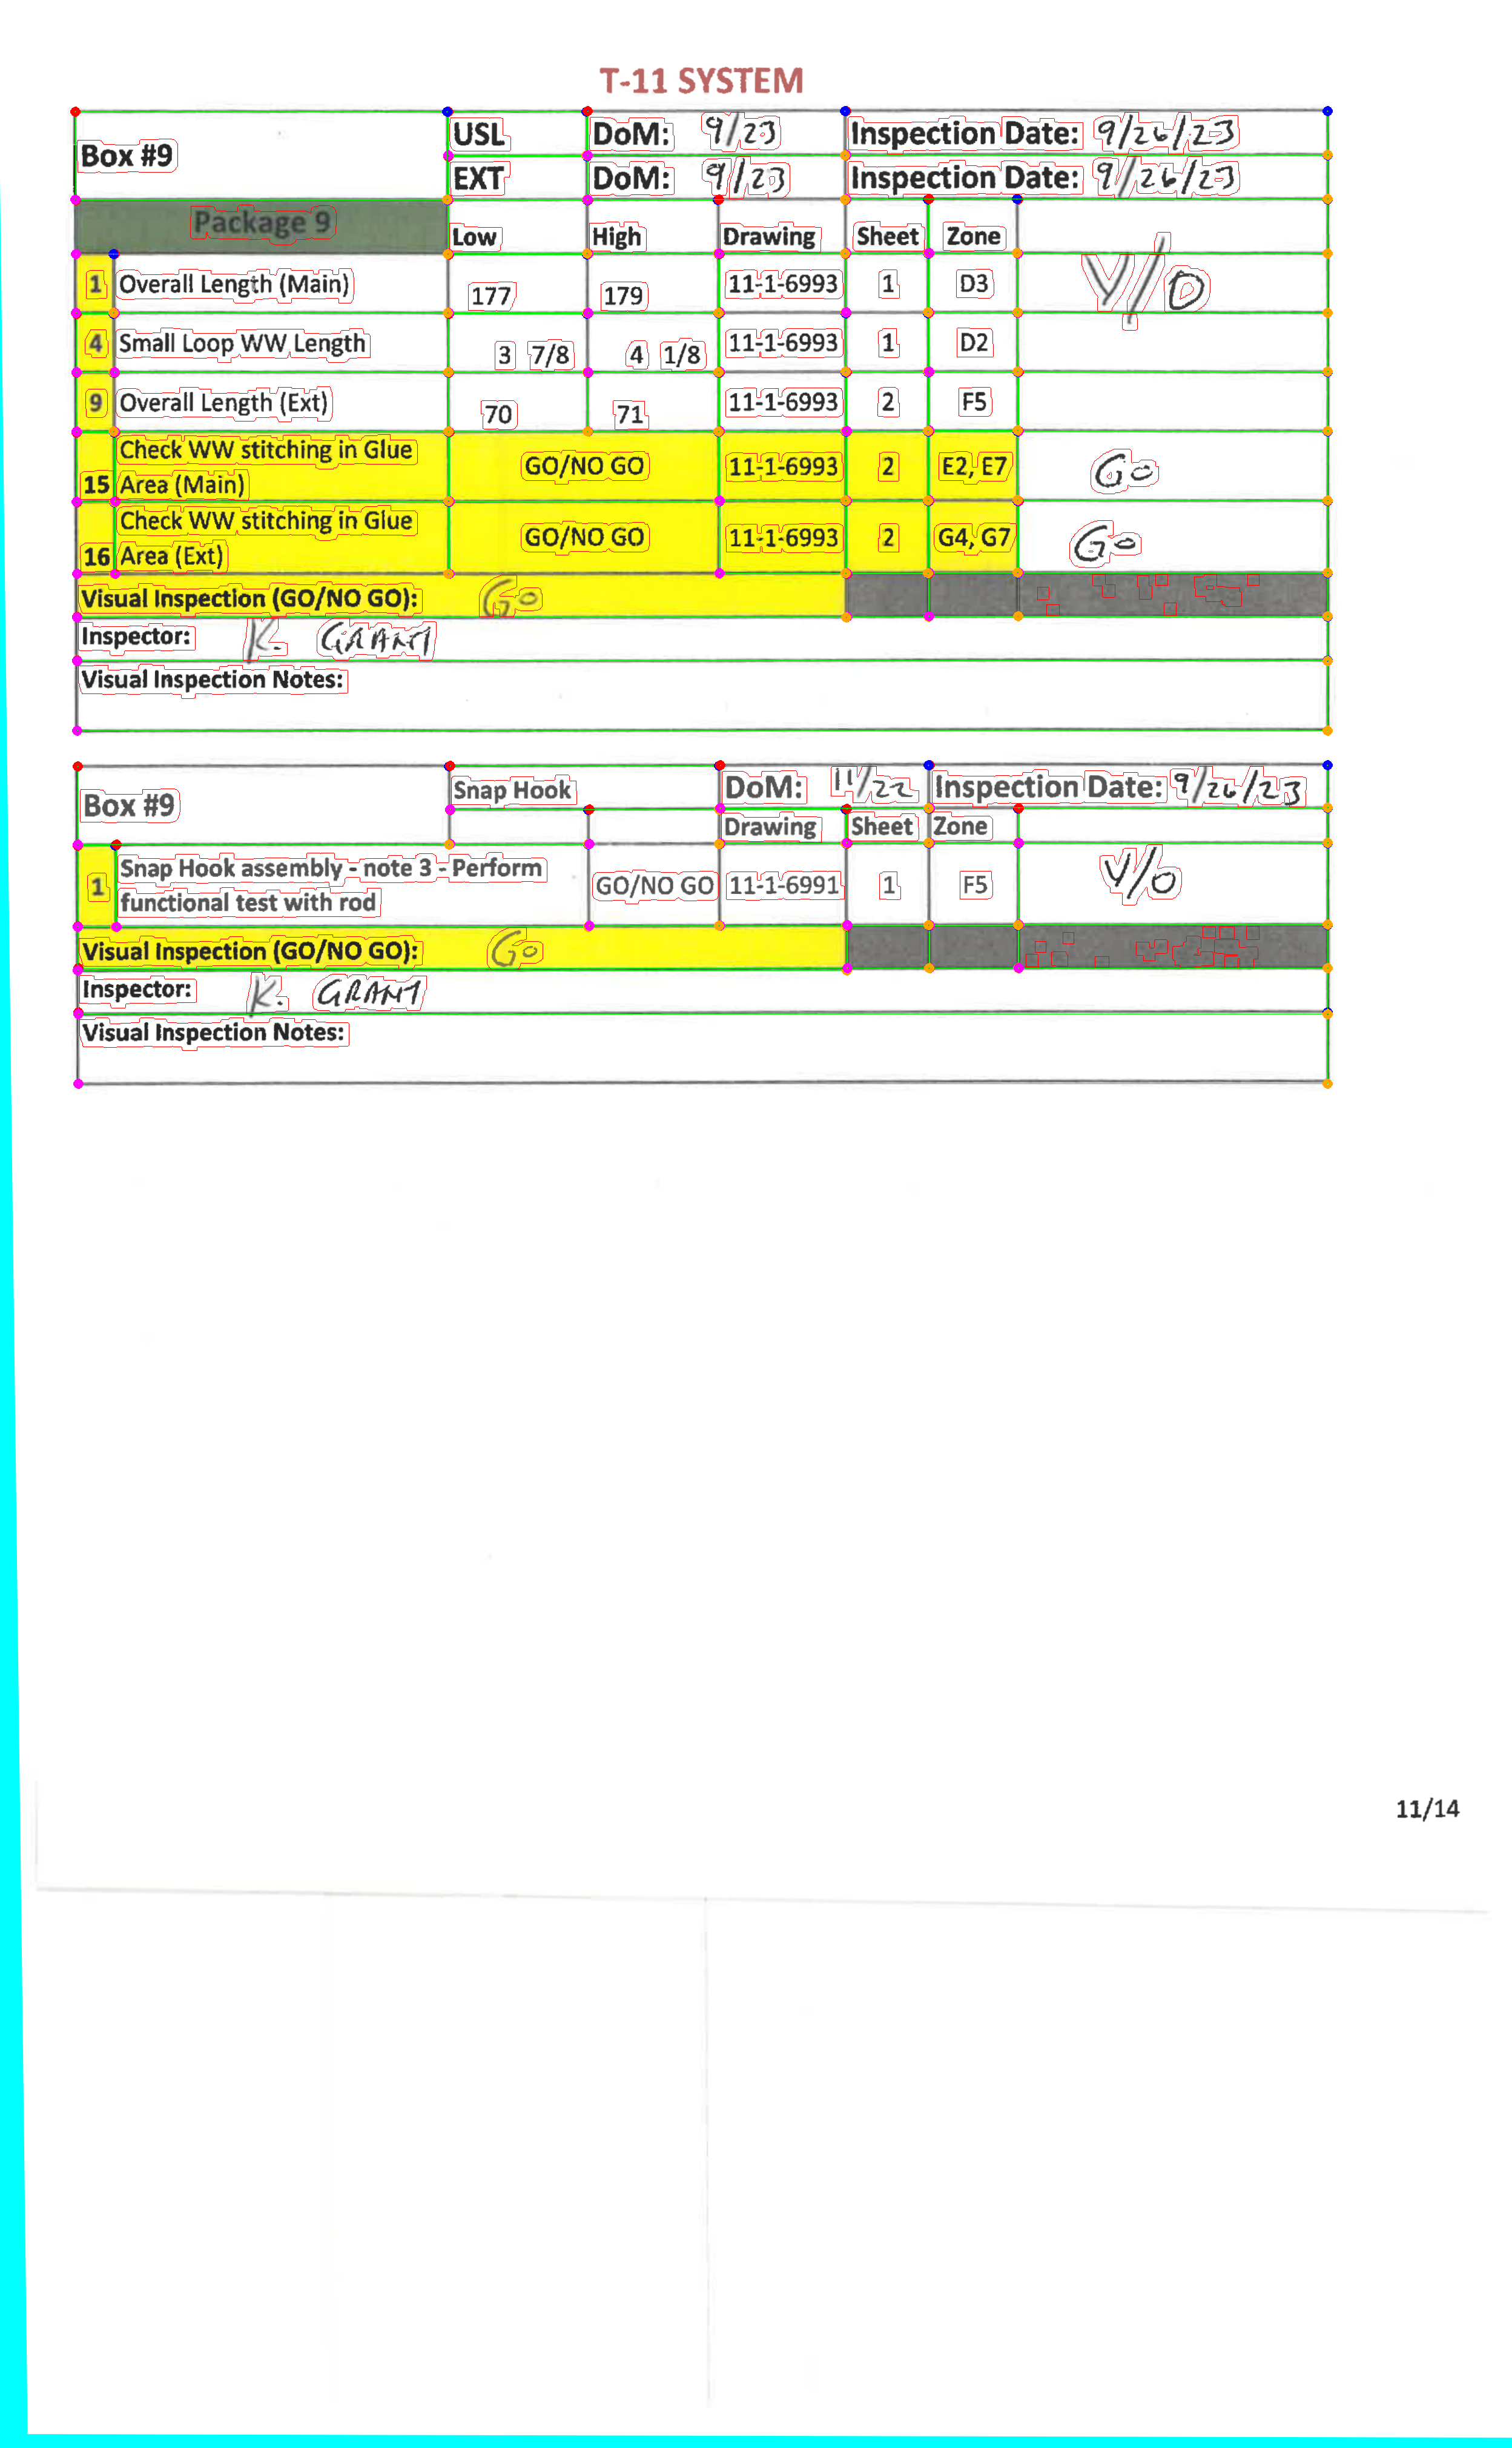 T-11 SYSTEM
Box #9 USL DoM: 9/23 Inspection Date: 9/26/23
EXT DoM: 9/23 Inspection Date: 9/26/23
Package 9 Low High Drawing Sheet Zone
1 Overall Length (Main) 177 179 11-1-6993 1 D3 V/O
4 Small Loop WW Length 3 7/8 4 1/8 11-1-6993 1 D2
9 Overall Length (Ext) 70 71 11-1-6993 2 F5
Check WW stitching in Glue
15 Area (Main) GO/NO GO 11-1-6993 2 E2, E7 Go
Check WW stitching in Glue
16 Area (Ext) GO/NO GO 11-1-6993 2 G4, G7 Go
Visual Inspection (GO/NO GO): Go
Inspector: K. GRANT
Visual Inspection Notes:
Box #9 Snap Hook DoM: 11/22 Inspection Date: 9/26/23
Drawing Sheet Zone
1 Snap Hook assembly - note 3 - Perform
functional test with rod GO/NO GO 11-1-6991 1 F5 V/O
Visual Inspection (GO/NO GO): Go
Inspector: K. GRANT
Visual Inspection Notes:
11/14